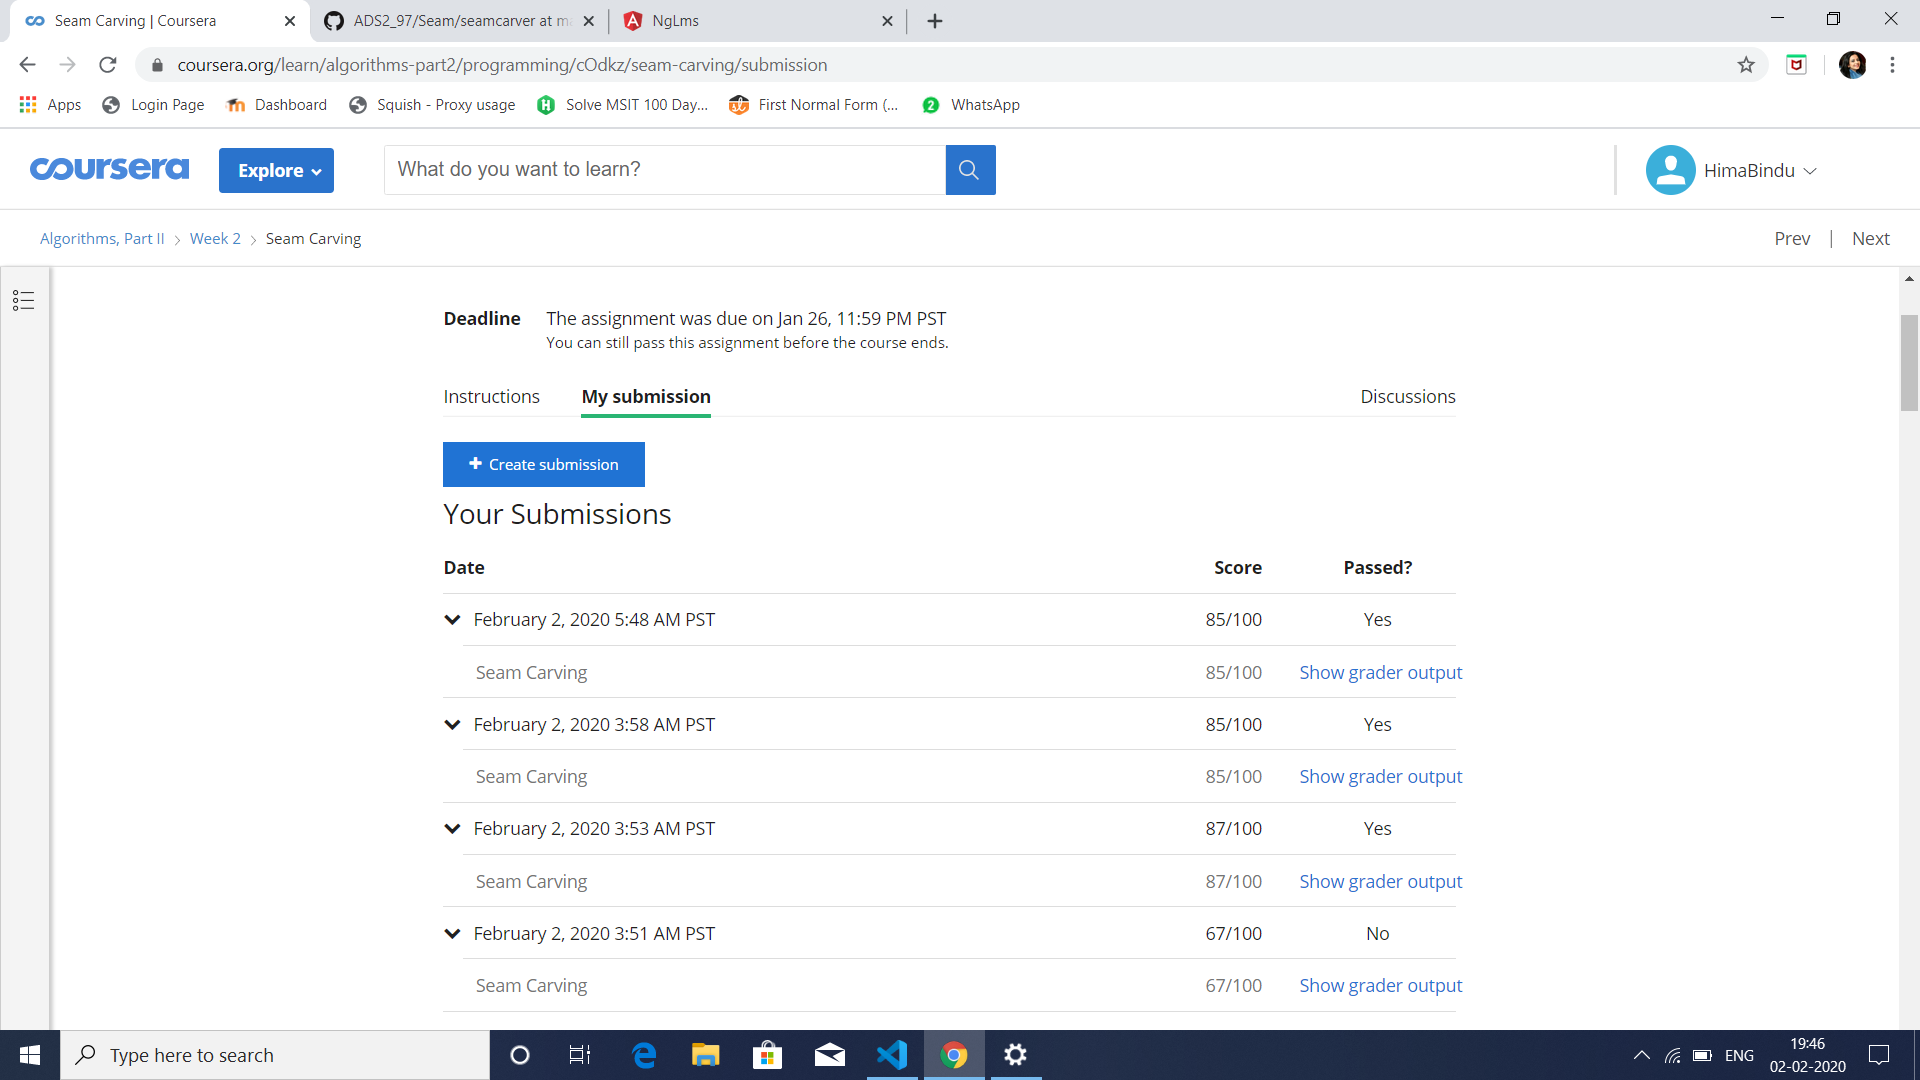 Seam Carving | Coursera
ADS2_97/Seam/seamcarver at m
NgLms
coursera.org/learn/algorithms-part2/programming/cOdkz/seam-carving/submission
Apps
Login Page
Dashboard
Squish - Proxy usage
Solve MSIT 100 Day...
First Normal Form (...
2
WhatsApp
coursera
Explore
What do you want to learn?
HimaBindu
Algorithms, Part II
Week 2
Seam Carving
Prev | Next
Deadline The assignment was due on Jan 26, 11:59 PM PST
You can still pass this assignment before the course ends.
Instructions My submission Discussions
+ Create submission
Your Submissions
Date Score Passed?
February 2, 2020 5:48 AM PST 85/100 Yes
Seam Carving 85/100 Show grader output
February 2, 2020 3:58 AM PST 85/100 Yes
Seam Carving 85/100 Show grader output
February 2, 2020 3:53 AM PST 87/100 Yes
Seam Carving 87/100 Show grader output
February 2, 2020 3:51 AM PST 67/100 No
Seam Carving 67/100 Show grader output
Type here to search
ENG
19:46
02-02-2020